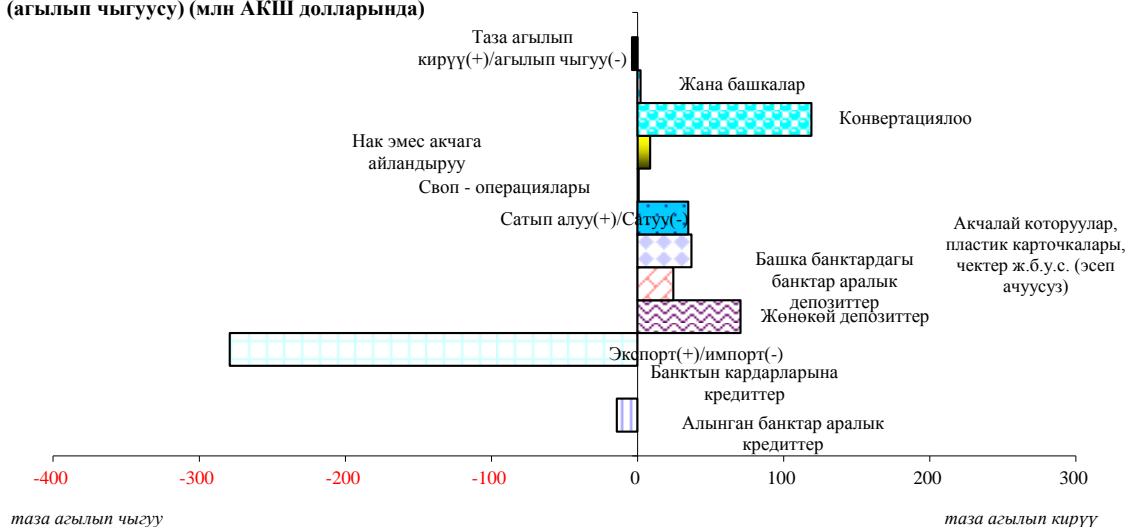 (агылып чыгуусу) (млн АКШ долларында)
Таза агылып
кирүү(+)/агылып чыгуу(-)
Жана башкалар
Конвертациялоо
Нак эмес акчага
айландыруу
Своп - операциялары
Сатып алуу(+)/Сатуу(-)
Акчалай которуулар,
пластик карточкалары,
чектер ж.б.у.с. (эсеп
ачуусуз)
Башка банктардагы
банктар аралык
депозиттер
Жөнөкөй депозиттер
Экспорт(+)/импорт(-)
Банктын кардарларына
кредиттер
Алынган банктар аралык
кредиттер
-400 -300 -200 -100 0 100 200 300
таза агылып чыгуу таза агылып кирүү